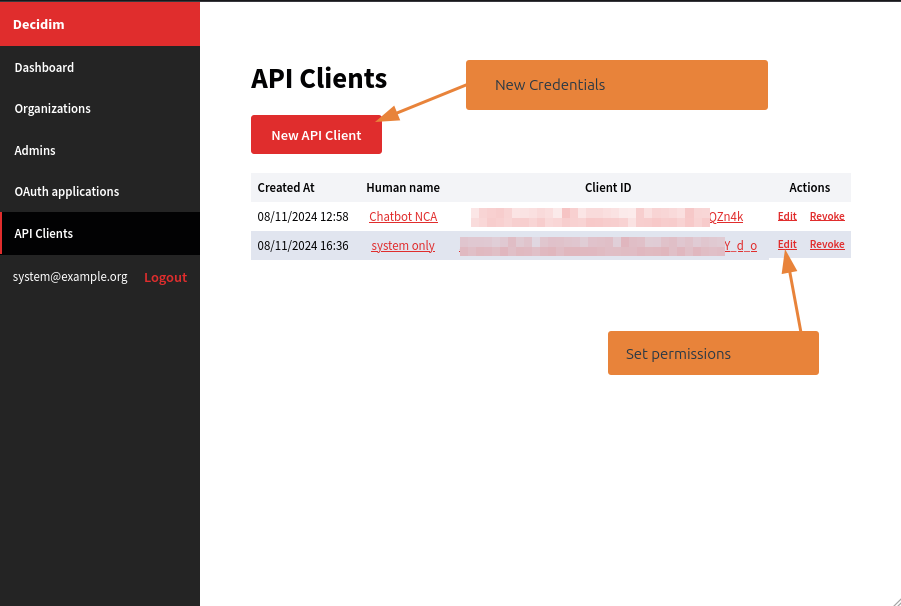 Decidim
Dashboard
Organizations
Admins
OAuth applications
API Clients
system@example.org Logout
API Clients
New Credentials
New API Client
Created At Human name Client ID Actions
08/11/2024 12:58 Chatbot NCA QZn4k Edit Revoke
08/11/2024 16:36 system only Y_d_o Edit Revoke
Set permissions